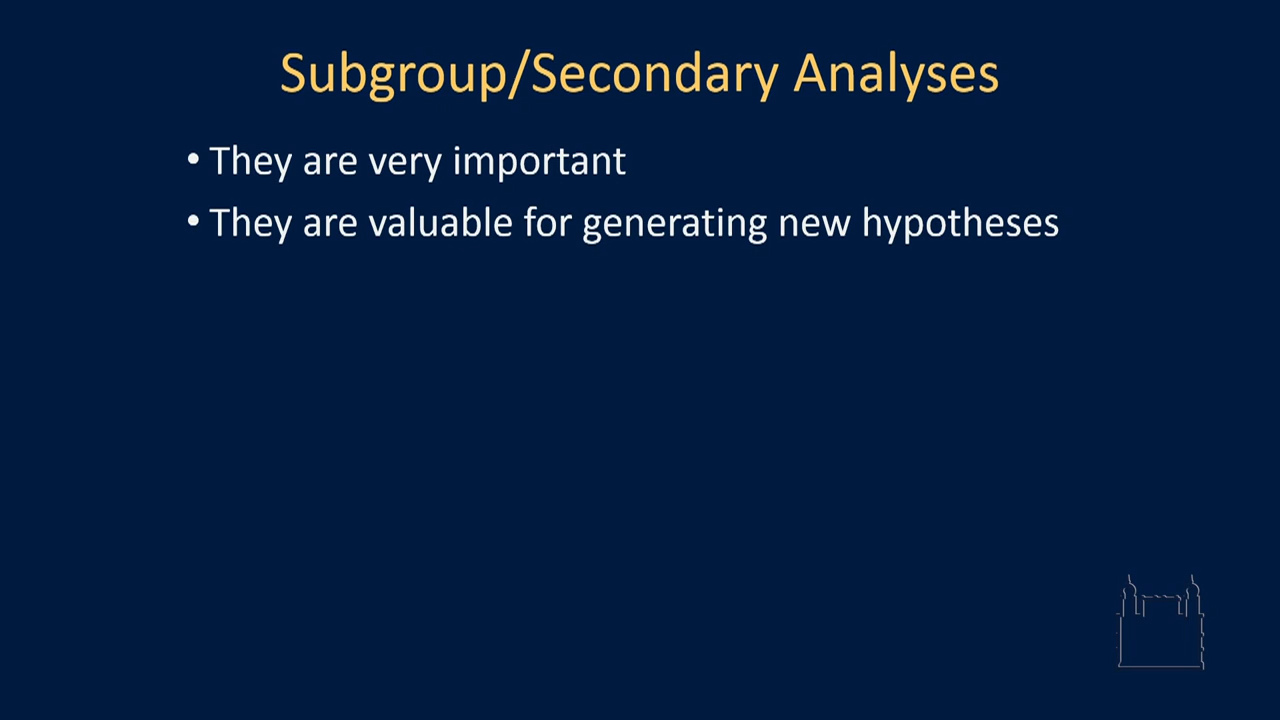 Subgroup/Secondary Analyses
• They are very important
• They are valuable for generating new hypotheses